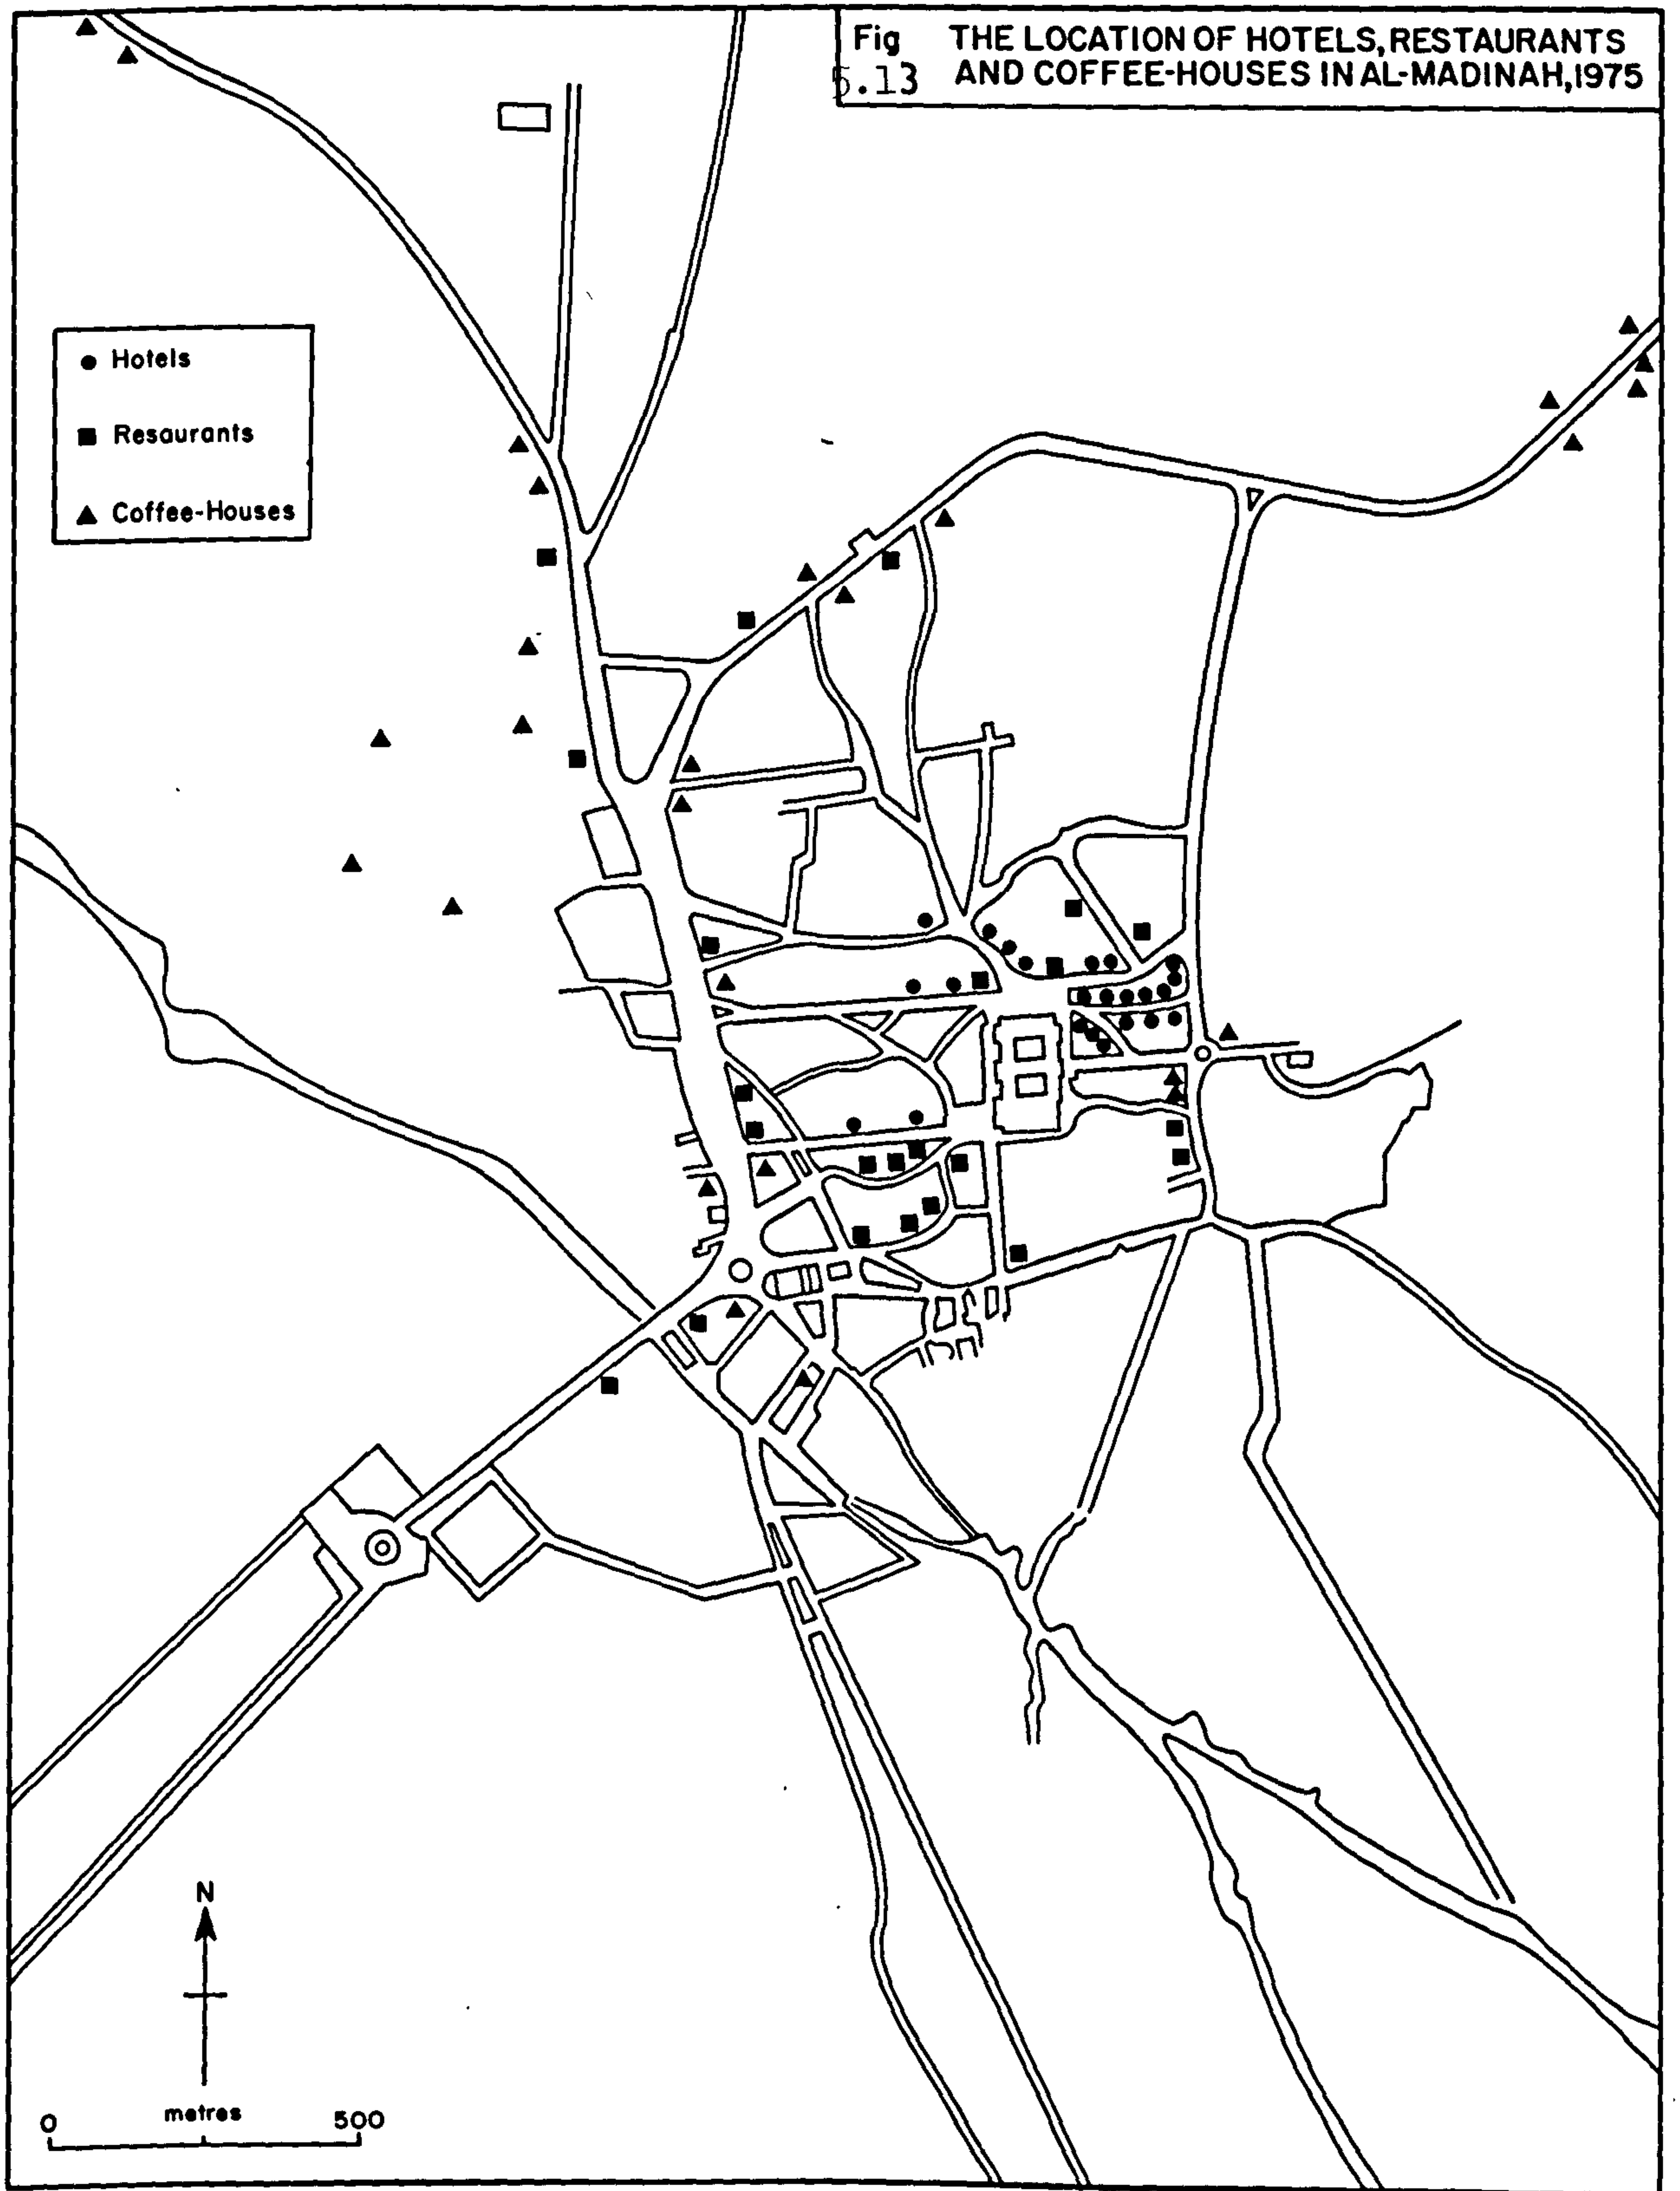 Fig THE LOCATION OF HOTELS, RESTAURANTS
5.13 AND COFFEE-HOUSES IN AL-MADINAH, 1975
Hotels
Resaurants
Coffee-Houses
N
metres
0 500